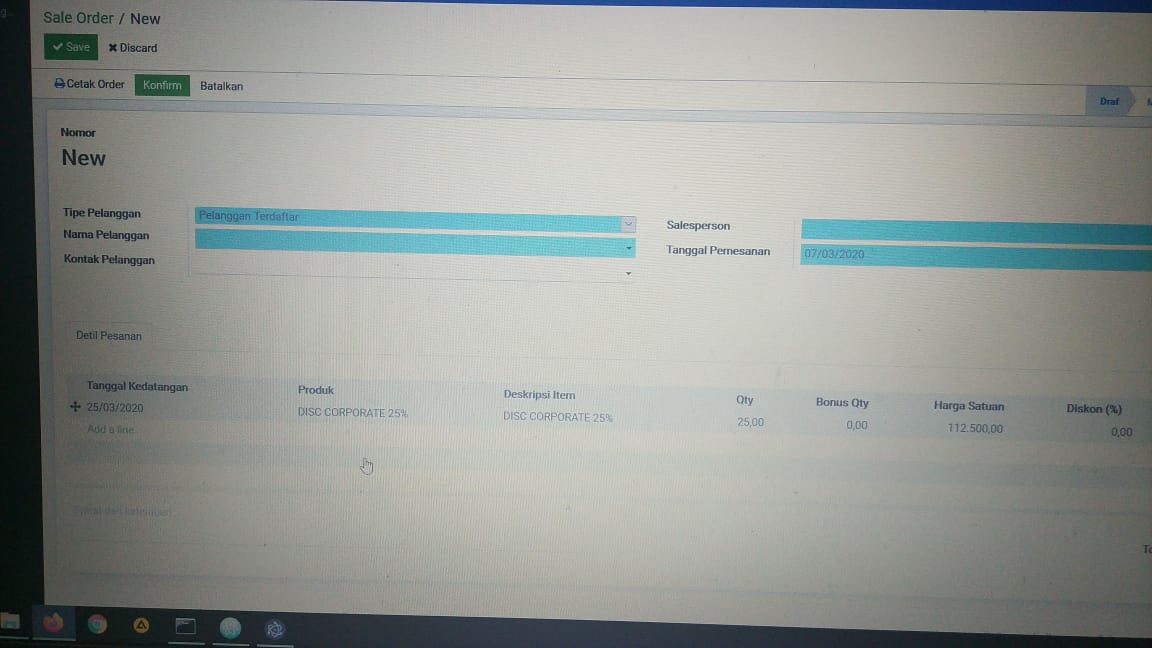 Sale Order / New
Save Discard
Cetak Order Konfirm Batalkan
Draf
Nomor
New
Tipe Pelanggan Pelanggan Terdaftar
Nama Pelanggan
Kontak Pelanggan
Salesperson
Tanggal Pemesanan 07/03/2020
Detil Pesanan
Tanggal Kedatangan Produk Deskripsi Item Qty Bonus Qty Harga Satuan Diskon (%)
25/03/2020 DISC CORPORATE 25% DISC CORPORATE 25% 25,00 0,00 112.500,00 0,00
Add a line